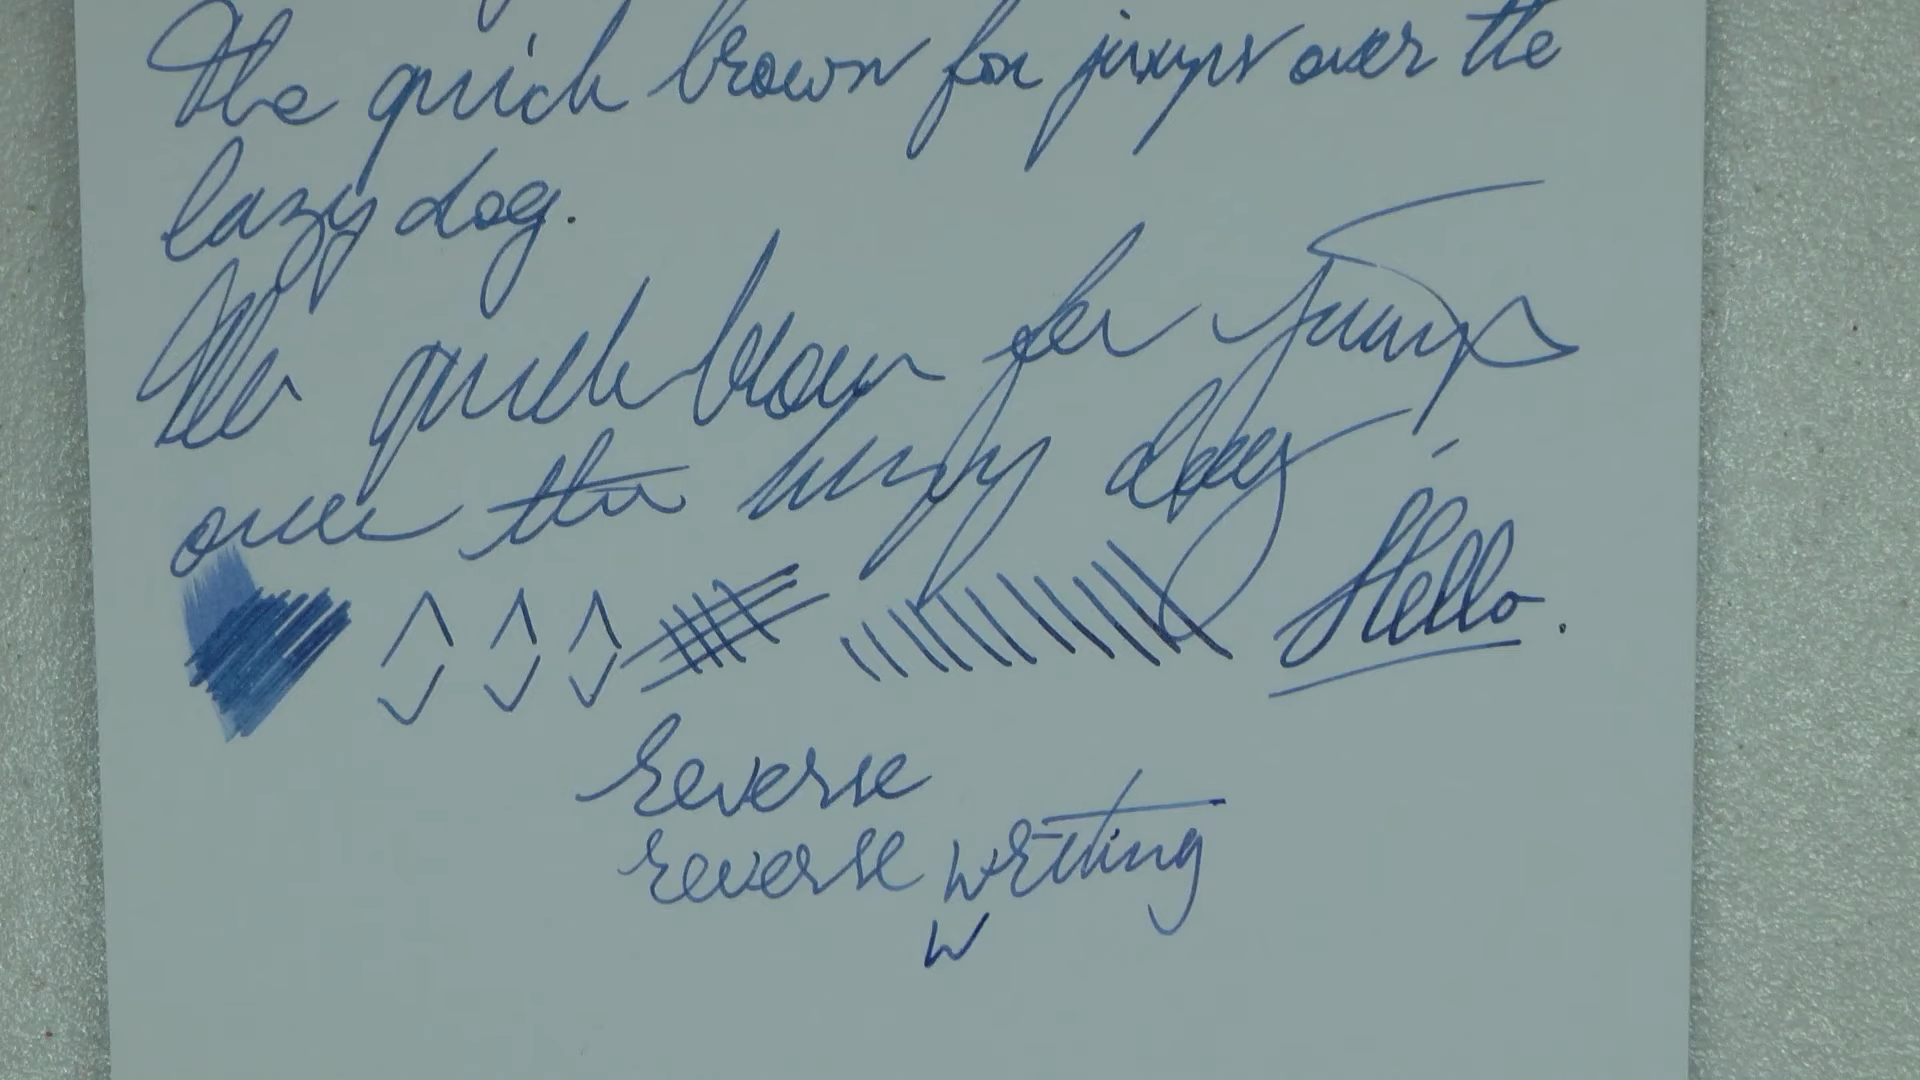 The quick brown fox jumps over the
lazy dog.
The quick brown fox jumps
over the lazy dog
Hello.
reverse
reverse writing
w